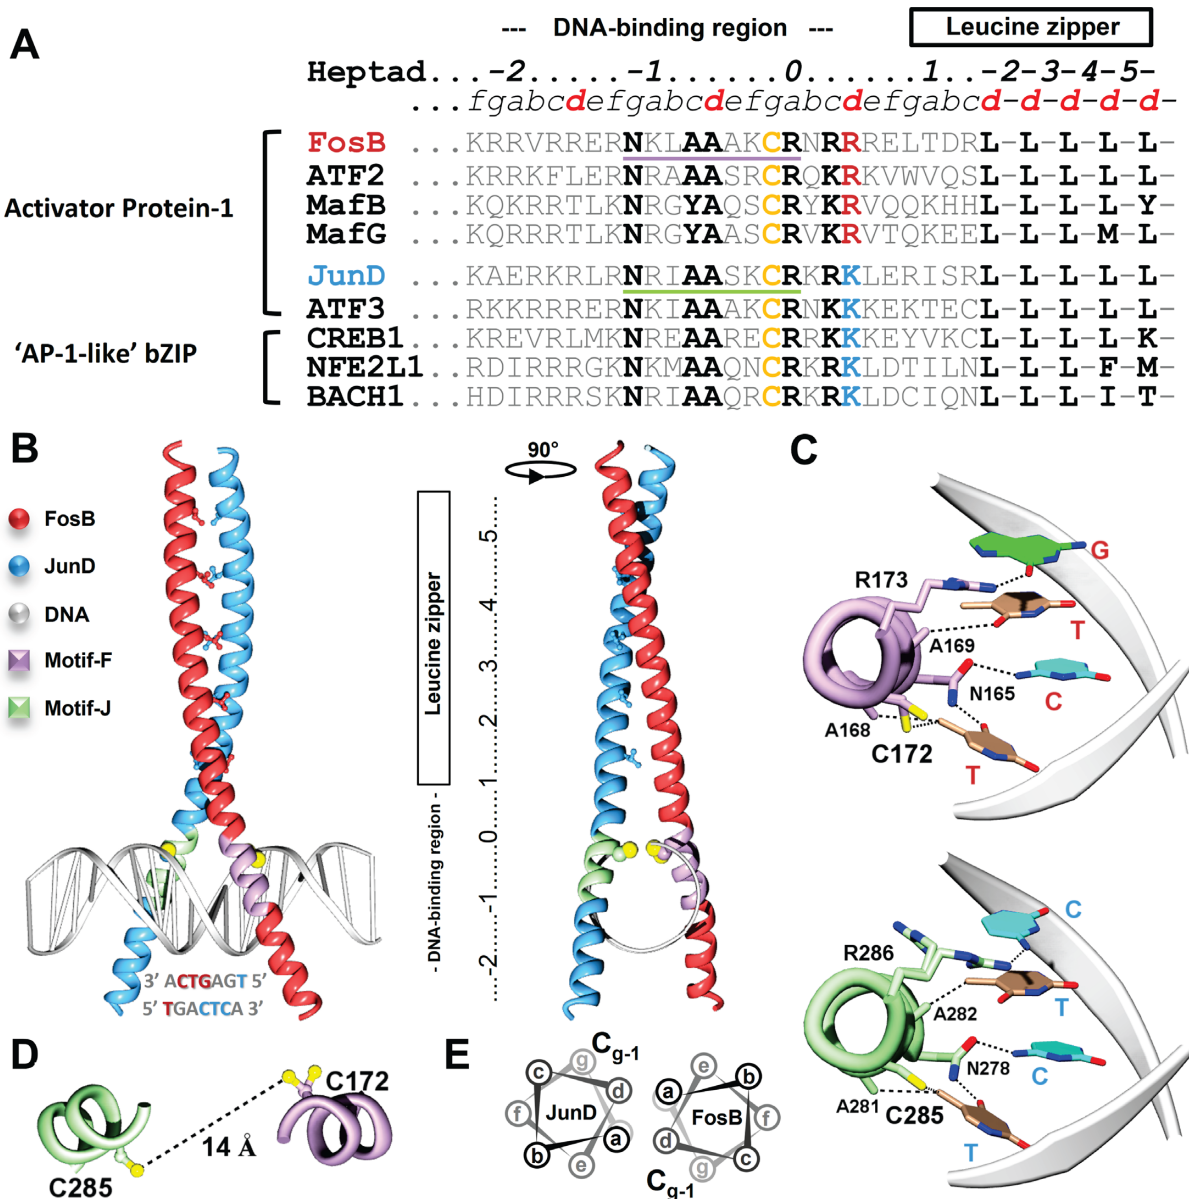 A
--- DNA-binding region ---
Leucine zipper
Heptad....−2......−1......0......1..−2−3−4−5−
...fgabcdefgabcdefgabcdefgabcd−d−d−d−d−
Activator Protein-1
FosB ...KRRVRRERNKLAAAKCRNRRRELTDRL−L−L−L−L−
ATF2 ...KRRKFLERNRAAASRCRQKRKVWVQSL−L−L−L−L−
MafB ...KQKRRTLKNRGYAQSCRYKRVQQKHHL−L−L−L−Y−
MafG ...KQRRRTLKNRGYAASCRVKRVTQKEEL−L−L−M−L−
JunD ...KAERKRLRNRIAASKCRKRKLERISRL−L−L−L−L−
ATF3 ...RKKRRERNKIAAAKCRNKKKEKTECL−L−L−L−L−
‘AP-1-like’ bZIP
CREB1 ...KREVRLMKNREAARECRRKKKEYVKCL−L−L−L−K−
NFE2L1...RDIRRRGKNKMAAQNCRKRKLDTILNL−L−L−F−M−
BACH1 ...HDIRRRSKNRIAAQRCRKRKLDCIQNL−L−L−I−T−
B
FosB
JunD
DNA
Motif-F
Motif-J
3’ ACTGAGT 5’
5’ TGACTCA 3’
90°
Leucine zipper
- DNA-binding region -
5
4
3
2
1
0
-1
-2
C
G
R173
T
A169
N165
C
A168
C172
T
C
R286
T
A282
N278
C
A281
C285
T
D
C172
14 Å
C285
E
Cg-1
g
c
d
f
JunD
a
b
e
e
b
a
FosB
f
d
c
g
Cg-1